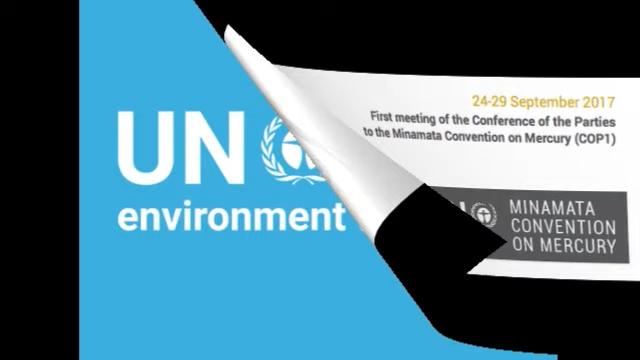 UN
environment
24-29 September 2017
First meeting of the Conference of the Parties
to the Minamata Convention on Mercury (COP1)
MINAMATA
CONVENTION
ON MERCURY